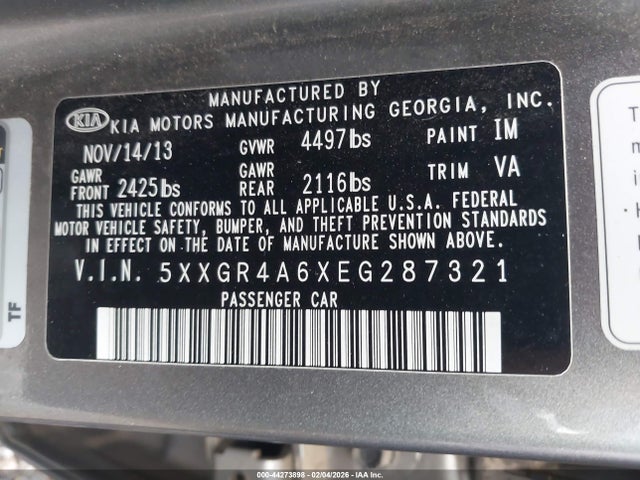 MANUFACTURED BY
KIA KIA MOTORS MANUFACTURING GEORGIA, INC.
NOV/14/13 GVWR 4497lbs PAINT IM
GAWR FRONT 2425lbs GAWR REAR 2116lbs TRIM VA
THIS VEHICLE CONFORMS TO ALL APPLICABLE U.S.A. FEDERAL
MOTOR VEHICLE SAFETY, BUMPER, AND THEFT PREVENTION STANDARDS
IN EFFECT ON THE DATE OF MANUFACTURE SHOWN ABOVE.
V.I.N. 5XXGR4A6XEG287321
PASSENGER CAR
TF
000-44273898 - 02/04/2026 - IAA Inc.